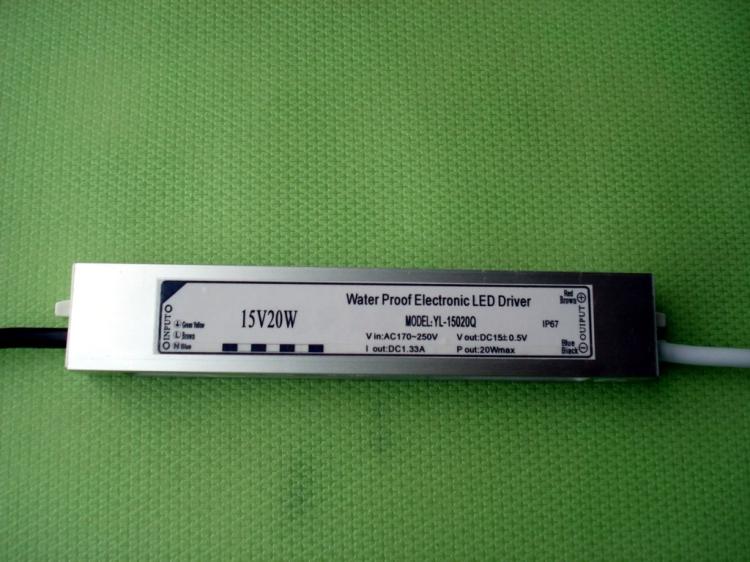 INPUT
Green Yellow
L Brown
N Blue
15V20W
Water Proof Electronic LED Driver
MODEL:YL-15020Q
V in:AC170~250V V out:DC15±0.5V
I out:DC1.33A P out:20Wmax
IP67
Red
Brown +
OUTPUT
Blue
Black -